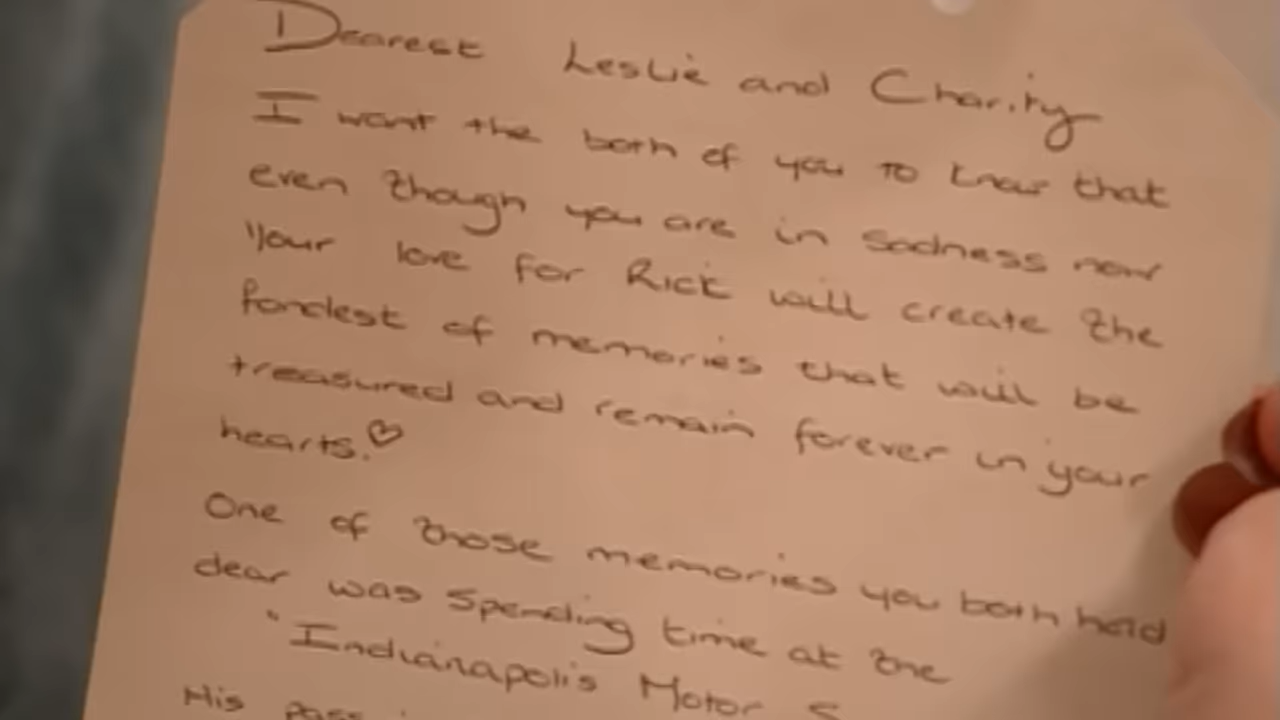 Dearest Leslie and Charity
I want the both of you to know that
even though you are in sadness now
Your love for Rick will create the
fondest of memories that will be
treasured and remain forever in your
hearts.♡
One of those memories you both held
dear was spending time at the
"Indianapolis Motor S
His pass